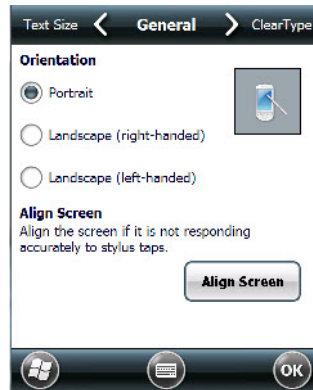 Text Size General ClearType
Orientation
Portrait
Landscape (right-handed)
Landscape (left-handed)
Align Screen
Align the screen if it is not responding
accurately to stylus taps.
Align Screen
OK